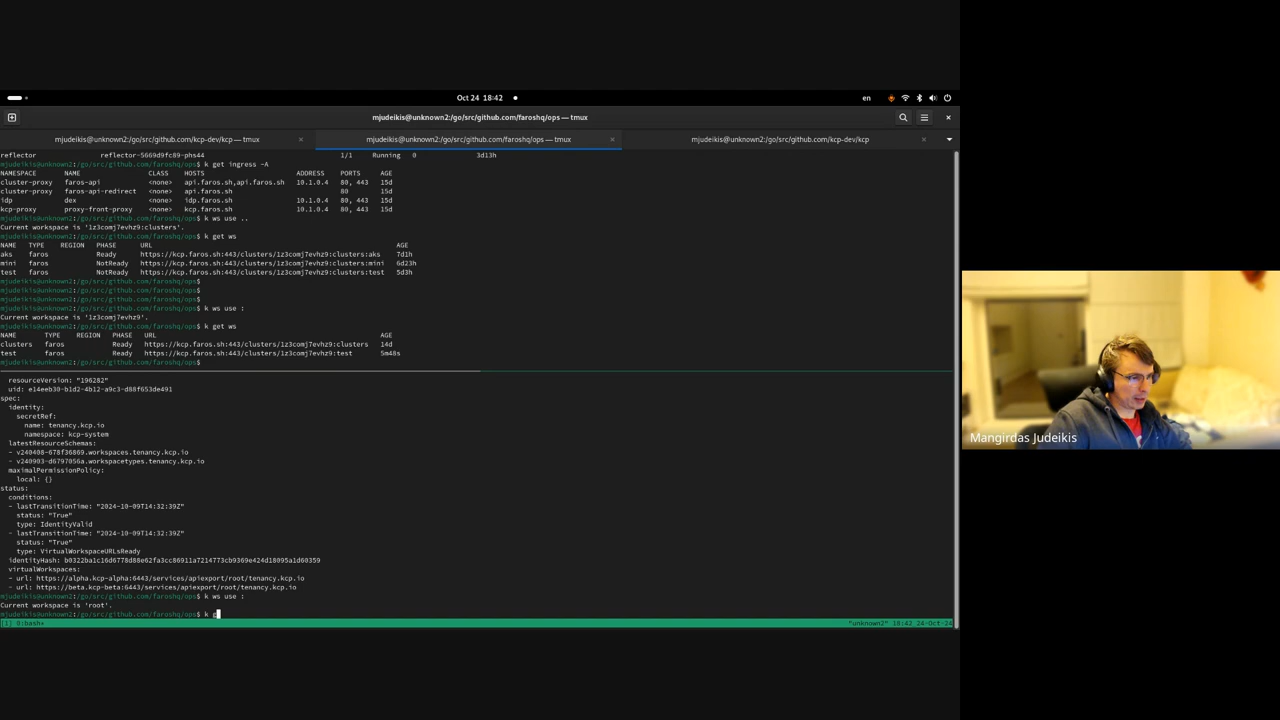 Oct 24 18:42
en
mjudeikis@unknown2:/go/src/github.com/faroshq/ops — tmux
mjudeikis@unknown2:/go/src/github.com/kcp-dev/kcp — tmux
mjudeikis@unknown2:/go/src/github.com/faroshq/ops — tmux
mjudeikis@unknown2:/go/src/github.com/kcp-dev/kcp
reflector reflector-5669d9fc89-phs44 1/1 Running 0 3d13h
mjudeikis@unknown2:/go/src/github.com/faroshq/ops$ k get ingress -A
NAMESPACE NAME CLASS HOSTS ADDRESS PORTS AGE
cluster-proxy faros-api <none> api.faros.sh,api.faros.sh 10.1.0.4 80, 443 15d
cluster-proxy faros-api-redirect <none> api.faros.sh 80 15d
idp dex <none> idp.faros.sh 10.1.0.4 80, 443 15d
kcp-proxy proxy-front-proxy <none> kcp.faros.sh 10.1.0.4 80, 443 15d
mjudeikis@unknown2:/go/src/github.com/faroshq/ops$ k ws use ..
Current workspace is '1z3comj7evhz9:clusters'.
mjudeikis@unknown2:/go/src/github.com/faroshq/ops$ k get ws
NAME TYPE REGION PHASE URL AGE
aks faros Ready https://kcp.faros.sh:443/clusters/1z3comj7evhz9:clusters:aks 7d1h
mini faros NotReady https://kcp.faros.sh:443/clusters/1z3comj7evhz9:clusters:mini 6d23h
test faros NotReady https://kcp.faros.sh:443/clusters/1z3comj7evhz9:clusters:test 5d3h
mjudeikis@unknown2:/go/src/github.com/faroshq/ops$
mjudeikis@unknown2:/go/src/github.com/faroshq/ops$
mjudeikis@unknown2:/go/src/github.com/faroshq/ops$
mjudeikis@unknown2:/go/src/github.com/faroshq/ops$ k ws use :
Current workspace is '1z3comj7evhz9'.
mjudeikis@unknown2:/go/src/github.com/faroshq/ops$ k get ws
NAME TYPE REGION PHASE URL AGE
clusters faros Ready https://kcp.faros.sh:443/clusters/1z3comj7evhz9:clusters 14d
test faros Ready https://kcp.faros.sh:443/clusters/1z3comj7evhz9:test 5m48s
mjudeikis@unknown2:/go/src/github.com/faroshq/ops$
resourceVersion: "196282"
uid: e14eeb30-b1d2-4b12-a9c3-d88f653de491
spec:
identity:
secretRef:
name: tenancy.kcp.io
namespace: kcp-system
latestResourceSchemas:
- v240408-678f36869.workspaces.tenancy.kcp.io
- v240903-d6797056a.workspacetypes.tenancy.kcp.io
maximalPermissionPolicy:
local: {}
status:
conditions:
- lastTransitionTime: "2024-10-09T14:32:39Z"
status: "True"
type: IdentityValid
- lastTransitionTime: "2024-10-09T14:32:39Z"
status: "True"
type: VirtualWorkspaceURLsReady
identityHash: b0322ba1c16d6778d88e62fa3cc86911a7214773cb9369e424d18095a1d60359
virtualWorkspaces:
- url: https://alpha.kcp-alpha:6443/services/apiexport/root/tenancy.kcp.io
- url: https://beta.kcp-beta:6443/services/apiexport/root/tenancy.kcp.io
mjudeikis@unknown2:/go/src/github.com/faroshq/ops$ k ws use :
Current workspace is 'root'.
mjudeikis@unknown2:/go/src/github.com/faroshq/ops$ k g
[1] 0:bash* "unknown2" 18:42 24-Oct-24
Mangirdas Judeikis